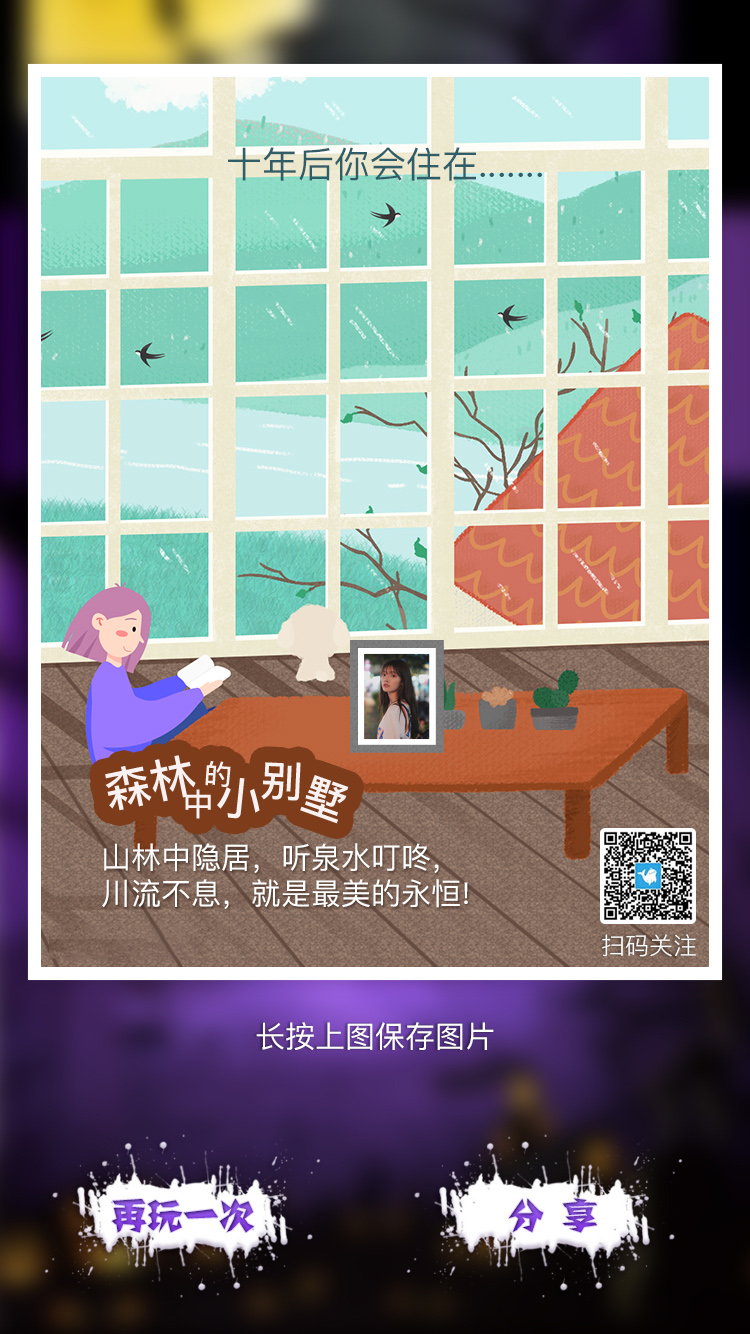 十年后你会住在.......
森林中的小别墅
山林中隐居，听泉水叮咚，
川流不息，就是最美的永恒!
扫码关注
长按上图保存图片
再玩一次
分享